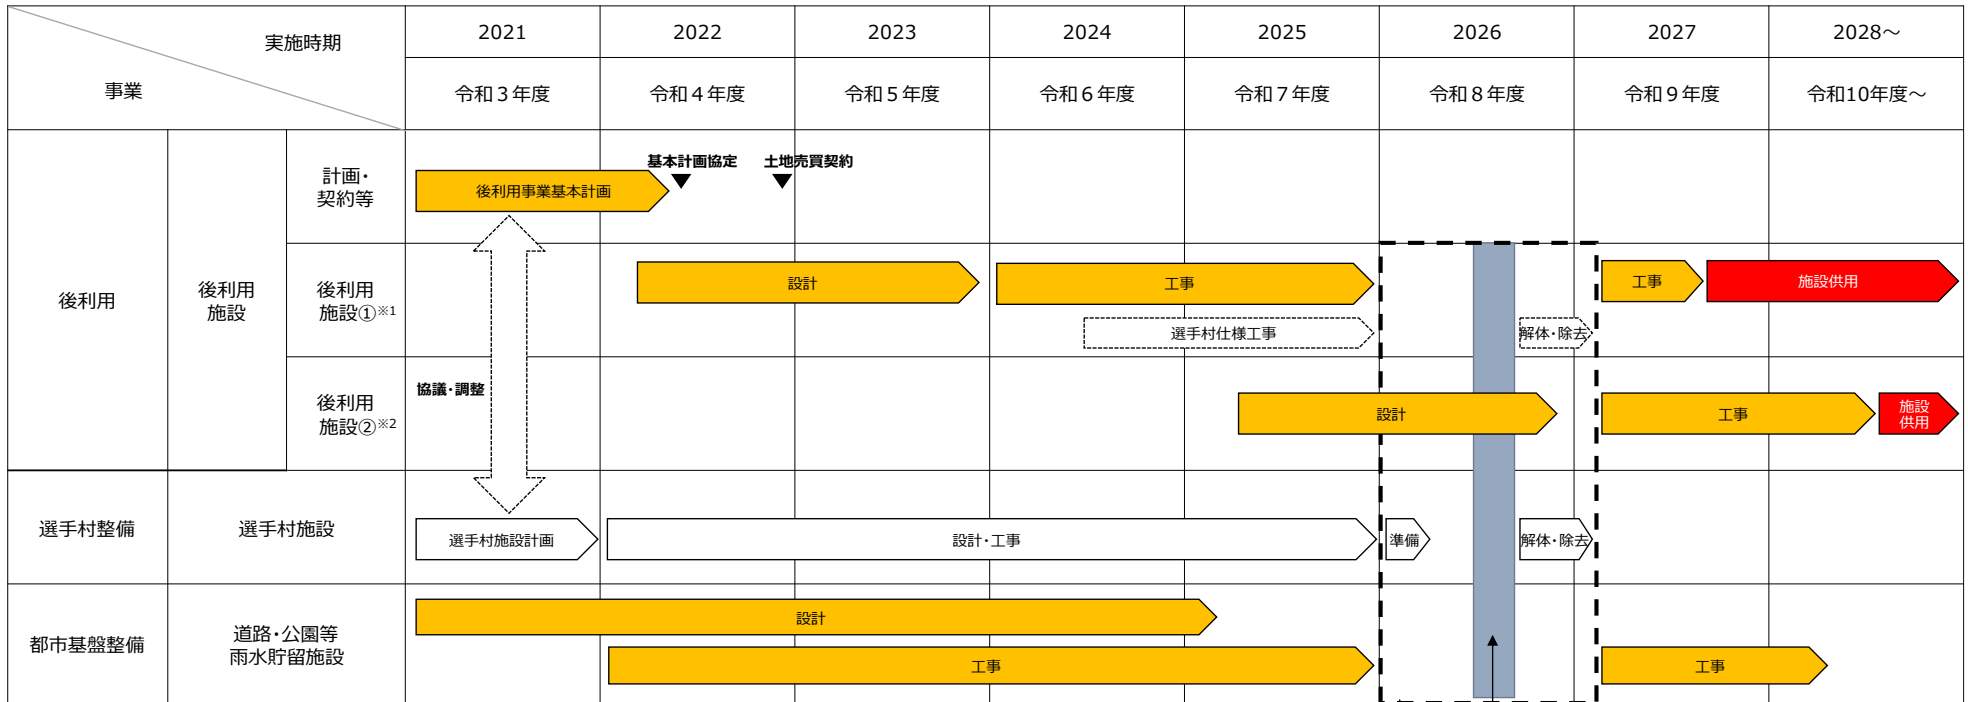 実施時期
事業
2021
2022
2023
2024
2025
2026
2027
2028～
令和３年度
令和４年度
令和５年度
令和６年度
令和７年度
令和８年度
令和９年度
令和10年度～
後利用
後利用
施設
計画・
契約等
後利用事業基本計画
基本計画協定
土地売買契約
後利用
施設①※1
設計
工事
工事
施設供用
選手村仕様工事
解体・除去
後利用
施設②※2
協議・調整
設計
工事
施設
供用
選手村整備
選手村施設
選手村施設計画
設計・工事
準備
解体・除去
都市基盤整備
道路・公園等
雨水貯留施設
設計
工事
工事